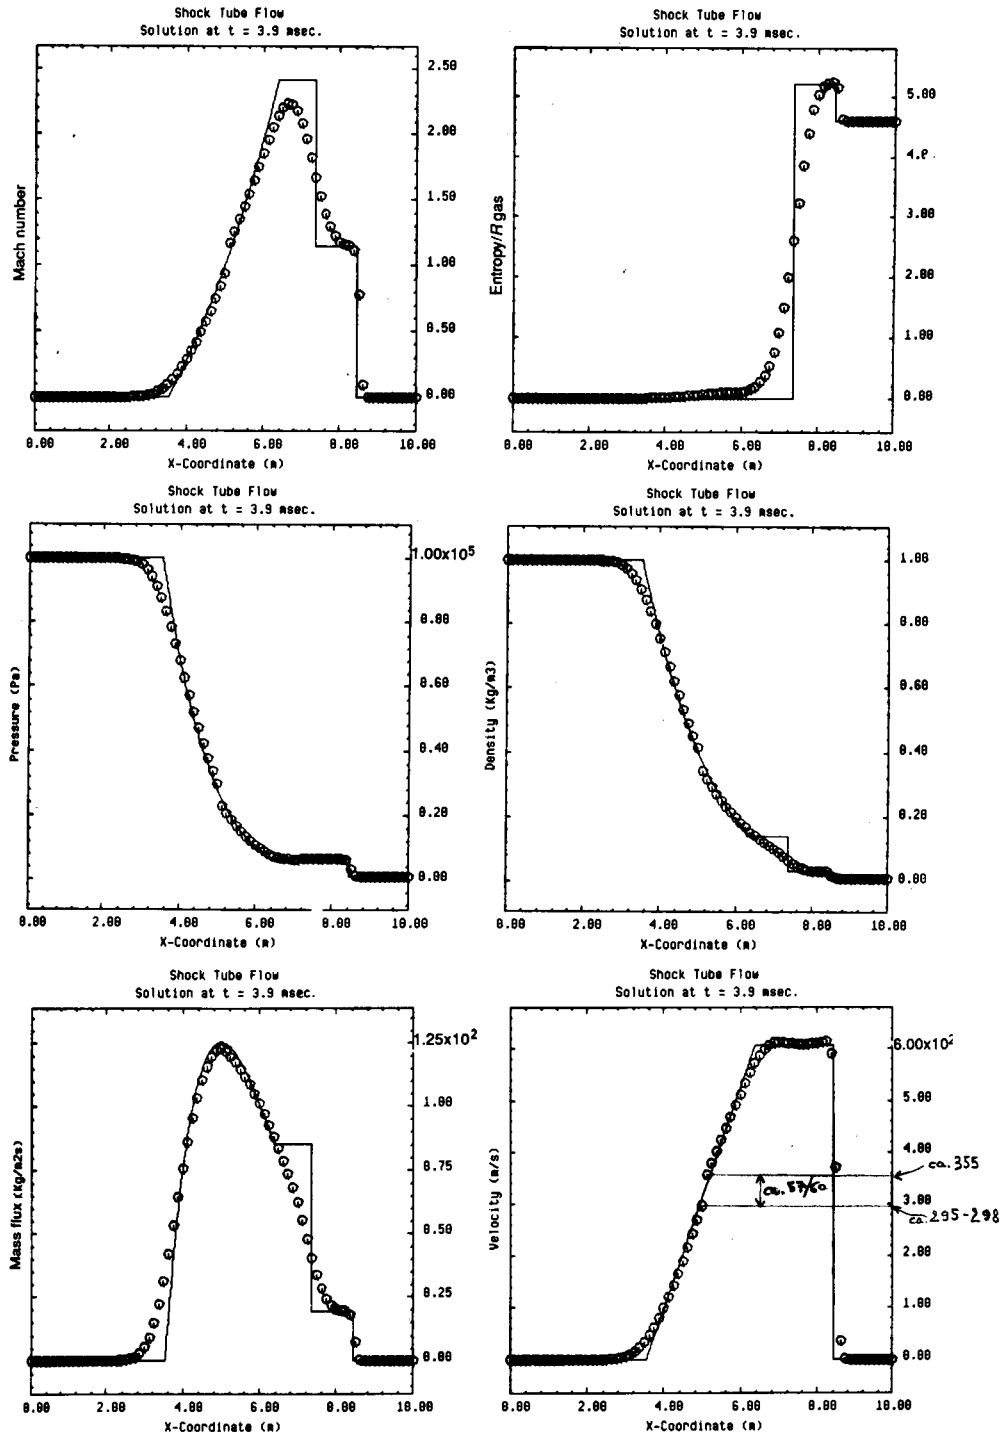 Shock Tube Flow
Solution at t = 3.9 msec.
2.50
2.00
1.50
1.00
0.50
0.00
Mach number
0.00 2.00 4.00 6.00 8.00 10.00
X-Coordinate (m)
Shock Tube Flow
Solution at t = 3.9 msec.
5.00
3.00
2.00
1.00
0.00
Entropy/R gas
0.00 2.00 4.00 6.00 8.00 10.00
X-Coordinate (m)
Shock Tube Flow
Solution at t = 3.9 msec.
1.00x10⁵
0.80
0.60
0.40
0.20
0.00
Pressure (Pa)
0.00 2.00 4.00 6.00 8.00 10.00
X-Coordinate (m)
Shock Tube Flow
Solution at t = 3.9 msec.
1.00
0.80
0.60
0.40
0.20
0.00
Density (Kg/m3)
0.00 2.00 4.00 6.00 8.00 10.00
X-Coordinate (m)
Shock Tube Flow
Solution at t = 3.9 msec.
1.25x10²
1.00
0.75
0.50
0.25
0.00
Mass flux (Kg/m2s)
0.00 2.00 4.00 6.00 8.00 10.00
X-Coordinate (m)
Shock Tube Flow
Solution at t = 3.9 msec.
6.00x10²
5.00
4.00
ca. 355
ca. 57/60
3.00
ca. 295-298
2.00
1.00
0.00
Velocity (m/s)
0.00 2.00 4.00 6.00 8.00 10.00
X-Coordinate (m)